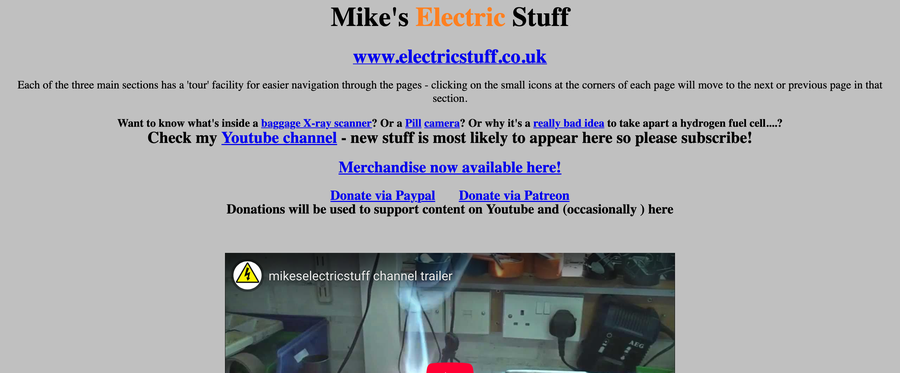 Mike's Electric Stuff
www.electricstuff.co.uk
Each of the three main sections has a 'tour' facility for easier navigation through the pages - clicking on the small icons at the corners of each page will move to the next or previous page in that
section.
Want to know what's inside a baggage X-ray scanner? Or a Pill camera? Or why it's a really bad idea to take apart a hydrogen fuel cell....?
Check my Youtube channel - new stuff is most likely to appear here so please subscribe!
Merchandise now available here!
Donate via Paypal Donate via Patreon
Donations will be used to support content on Youtube and (occasionally ) here
mikeselectricstuff channel trailer
AEG